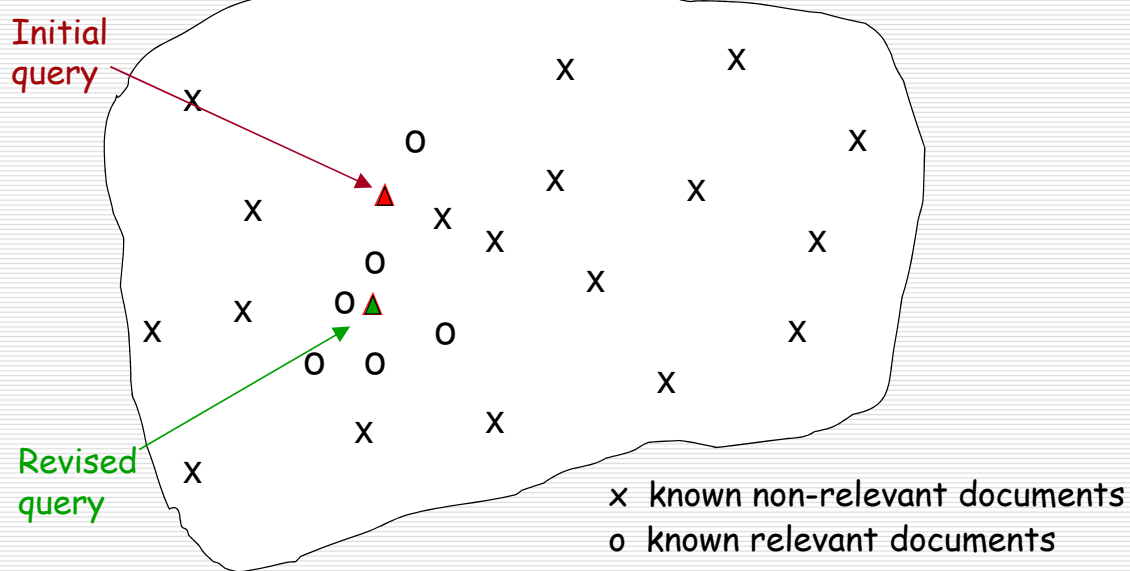 Initial
query
Revised
query
x known non-relevant documents
o known relevant documents